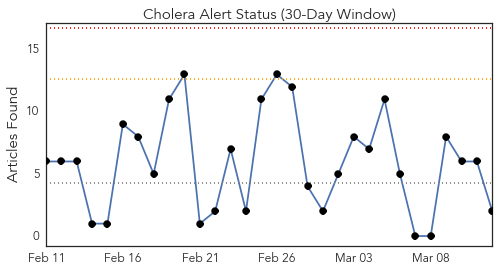 Cholera Alert Status (30-Day Window)
Articles Found
15
10
5
0
Feb 11 Feb 16 Feb 21 Feb 26 Mar 03 Mar 08